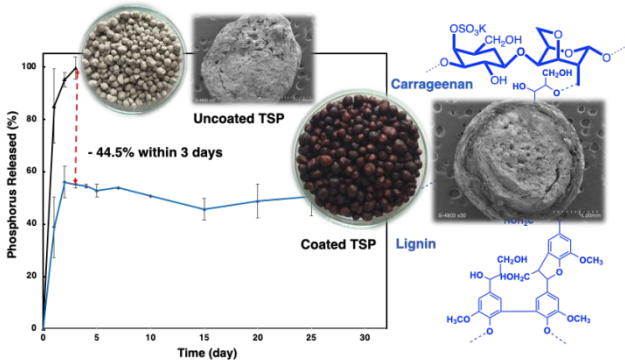 Phosphorus Released (%)
100
80
60
40
20
0
0
5
10
15
20
25
30
Time (day)
- 44.5% within 3 days
Uncoated TSP
Coated TSP
Carrageenan
Lignin
OSO₃K
CH₂OH
O
O
O
OH
HO
CH₂OH
O
HO
CH₂OH
HOH₂C
O
OCH₃
H₃CO
OCH₃
O
O